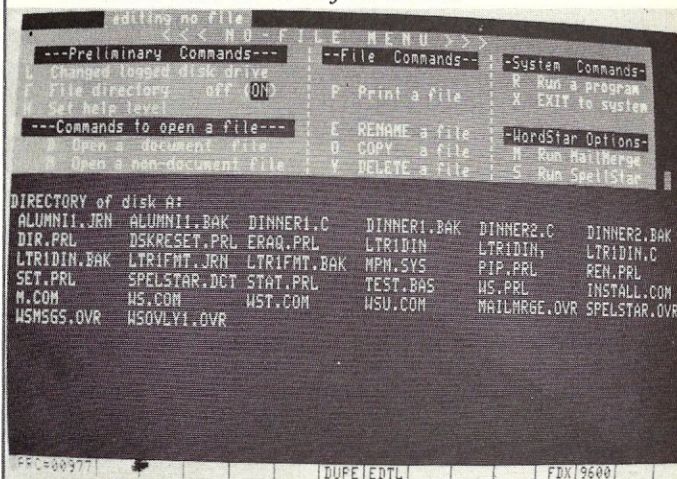 editing no file
< < < NO-FILE MENU > > >
---Preliminary Commands---
L Changed logged disk drive
F File directory off (ON)
H Set help level
---Commands to open a file---
D Open a document file
N Open a non-document file
--File Commands--
P Print a file
E RENAME a file
O COPY a file
Y DELETE a file
-System Commands-
R Run a program
X EXIT to system
-WordStar Options-
M Run MailMerge
S Run SpellStar
DIRECTORY of disk A:
ALUMNI1.JRN ALUMNI1.BAK DINNER1.C DINNER1.BAK DINNER2.C DINNER2.BAK
DIR.PRL DSKRESET.PRL ERAQ.PRL LTR1DIN LTR1DIN, LTR1DIN.C
LTR1DIN.BAK LTR1FMT.JRN LTR1FMT.BAK MPM.SYS PIP.PRL REN.PRL
SET.PRL SPELSTAR.DCT STAT.PRL TEST.BAS WS.PRL INSTALL.COM
M.COM WS.COM WST.COM WSU.COM MAILMRGE.OVR SPELSTAR.OVR
WSMSGS.OVR WSOVLY1.OVR
FRC=00977 DUPE EDTL FDX 9600